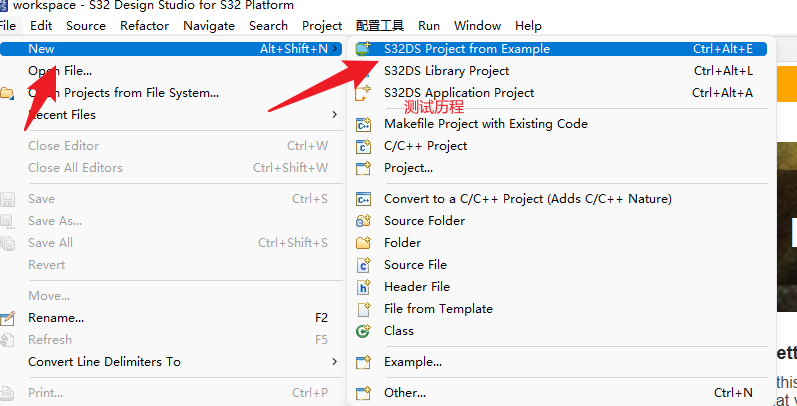 workspace - S32 Design Studio for S32 Platform
File Edit Source Refactor Navigate Search Project 配置工具 Run Window Help
New Alt+Shift+N >
Open File...
Open Projects from File System...
Recent Files >
Close Editor Ctrl+W
Close All Editors Ctrl+Shift+W
Save Ctrl+S
Save As...
Save All Ctrl+Shift+S
Revert
Move...
Rename... F2
Refresh F5
Convert Line Delimiters To >
Print... Ctrl+P
S32DS Project from Example Ctrl+Alt+E
S32DS Library Project Ctrl+Alt+L
S32DS Application Project Ctrl+Alt+A
测试历程
Makefile Project with Existing Code
C/C++ Project
Project...
Convert to a C/C++ Project (Adds C/C++ Nature)
Source Folder
Folder
Source File
Header File
File from Template
Class
Example...
Other... Ctrl+N